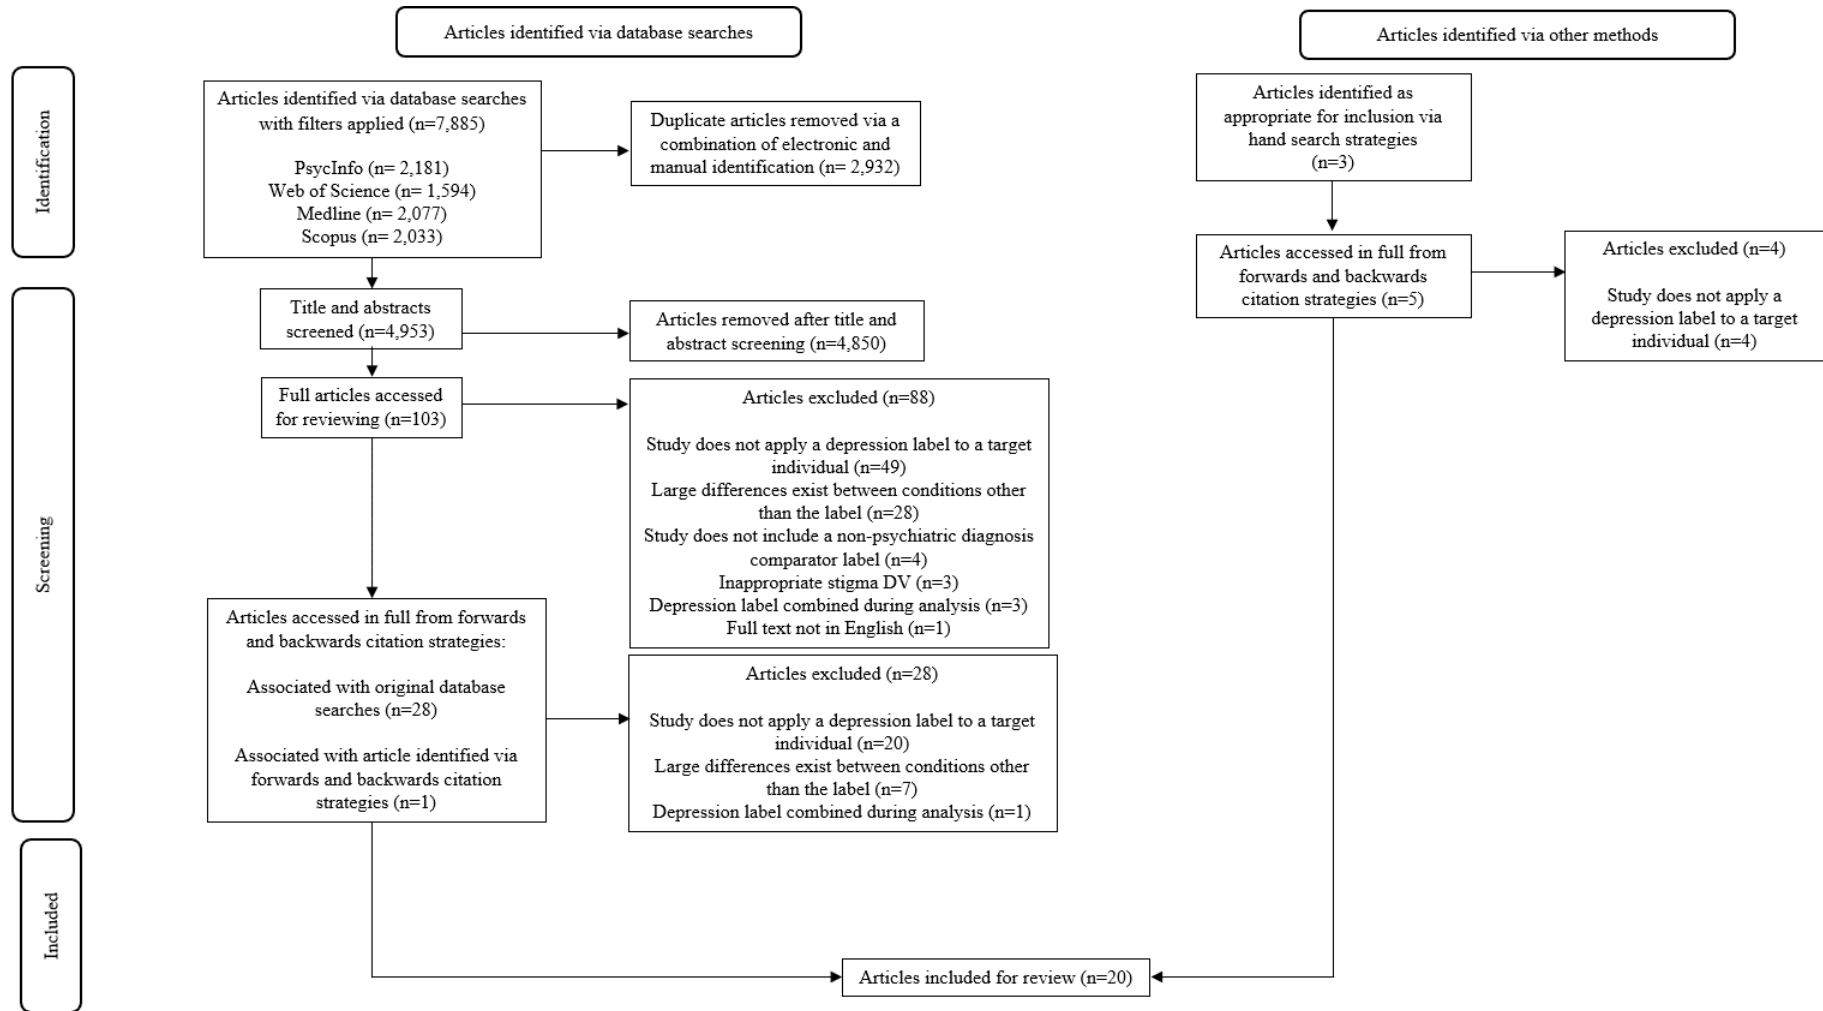 Articles identified via database searches
Articles identified via other methods
Identification
Articles identified via database searches
with filters applied (n=7,885)
PsycInfo (n= 2,181)
Web of Science (n= 1,594)
Medline (n= 2,077)
Scopus (n= 2,033)
Duplicate articles removed via a
combination of electronic and
manual identification (n= 2,932)
Articles identified as
appropriate for inclusion via
hand search strategies
(n=3)
Articles accessed in full from
forwards and backwards
citation strategies (n=5)
Articles excluded (n=4)
Study does not apply a
depression label to a target
individual (n=4)
Screening
Title and abstracts
screened (n=4,953)
Articles removed after title and
abstract screening (n=4,850)
Full articles accessed
for reviewing (n=103)
Articles excluded (n=88)
Study does not apply a depression label to a target
individual (n=49)
Large differences exist between conditions other
than the label (n=28)
Study does not include a non-psychiatric diagnosis
comparator label (n=4)
Inappropriate stigma DV (n=3)
Depression label combined during analysis (n=3)
Full text not in English (n=1)
Articles accessed in full from forwards
and backwards citation strategies:
Associated with original database
searches (n=28)
Associated with article identified via
forwards and backwards citation
strategies (n=1)
Articles excluded (n=28)
Study does not apply a depression label to a target
individual (n=20)
Large differences exist between conditions other
than the label (n=7)
Depression label combined during analysis (n=1)
Included
Articles included for review (n=20)